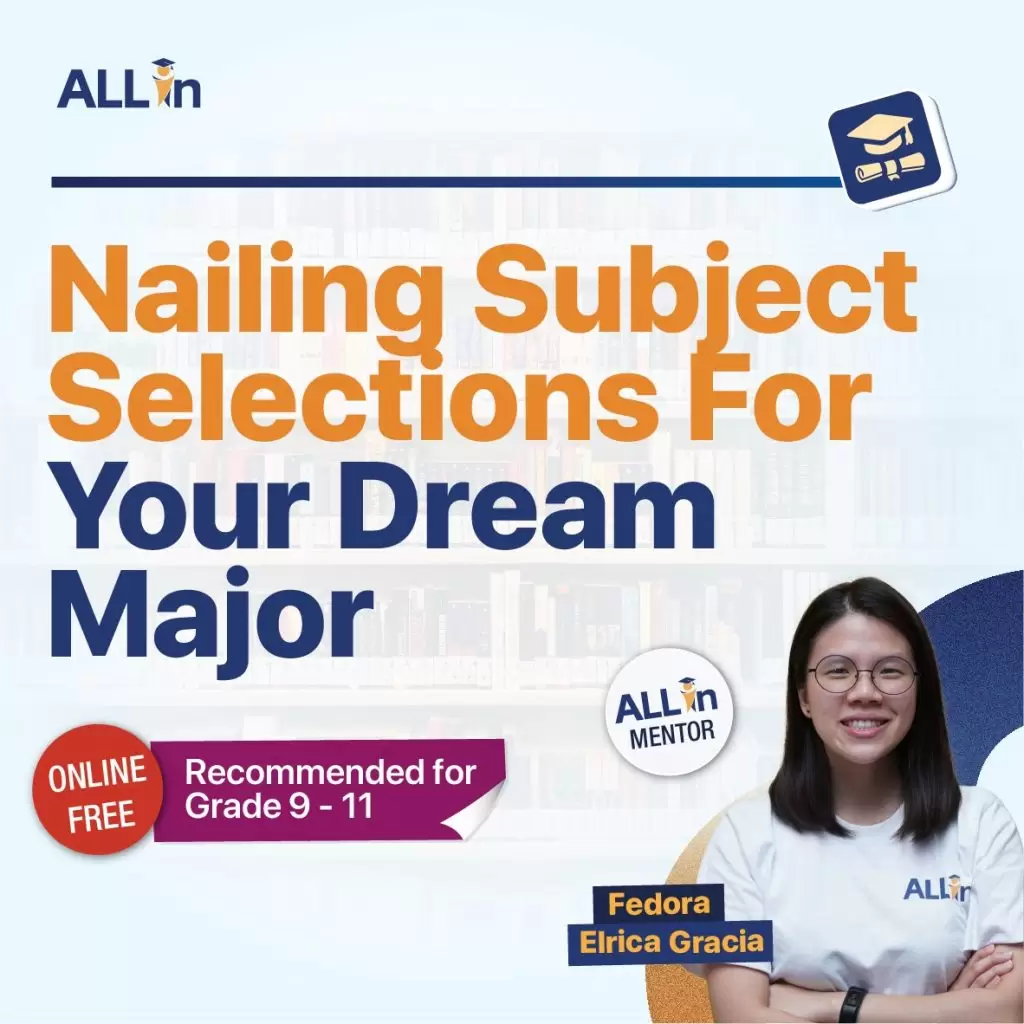 ALLin
Nailing Subject
Selections For
Your Dream
Major
ALLin
MENTOR
ONLINE
FREE
Recommended for
Grade 9 - 11
ALLin
Fedora
Elrica Gracia